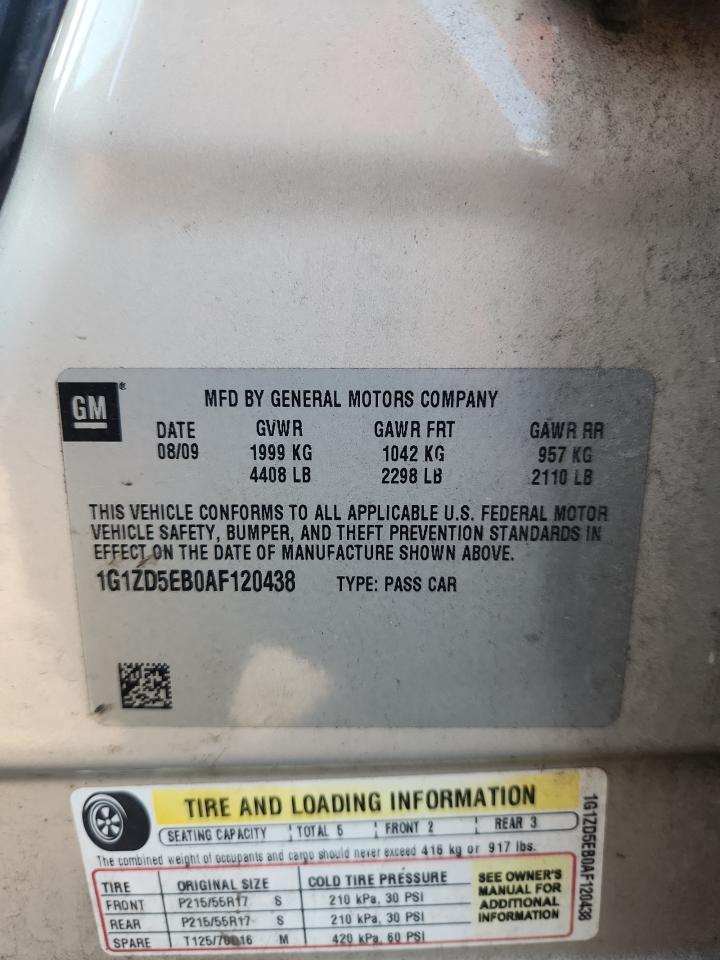 GM
MFD BY GENERAL MOTORS COMPANY
DATE GVWR GAWR FRT GAWR RR
08/09 1999 KG 1042 KG 957 KG
4408 LB 2298 LB 2110 LB
THIS VEHICLE CONFORMS TO ALL APPLICABLE U.S. FEDERAL MOTOR
VEHICLE SAFETY, BUMPER, AND THEFT PREVENTION STANDARDS IN
EFFECT ON THE DATE OF MANUFACTURE SHOWN ABOVE.
1G1ZD5EB0AF120438 TYPE: PASS CAR
TIRE AND LOADING INFORMATION
SEATING CAPACITY TOTAL 5 FRONT 2 REAR 3
The combined weight of occupants and cargo should never exceed 416 kg or 917 lbs.
TIRE ORIGINAL SIZE COLD TIRE PRESSURE
FRONT P215/55R17 S 210 kPa, 30 PSI
REAR P215/55R17 S 210 kPa, 30 PSI
SPARE T125/70D16 M 420 kPa, 60 PSI
SEE OWNER'S
MANUAL FOR
ADDITIONAL
INFORMATION
1G1ZD5EB0AF120438